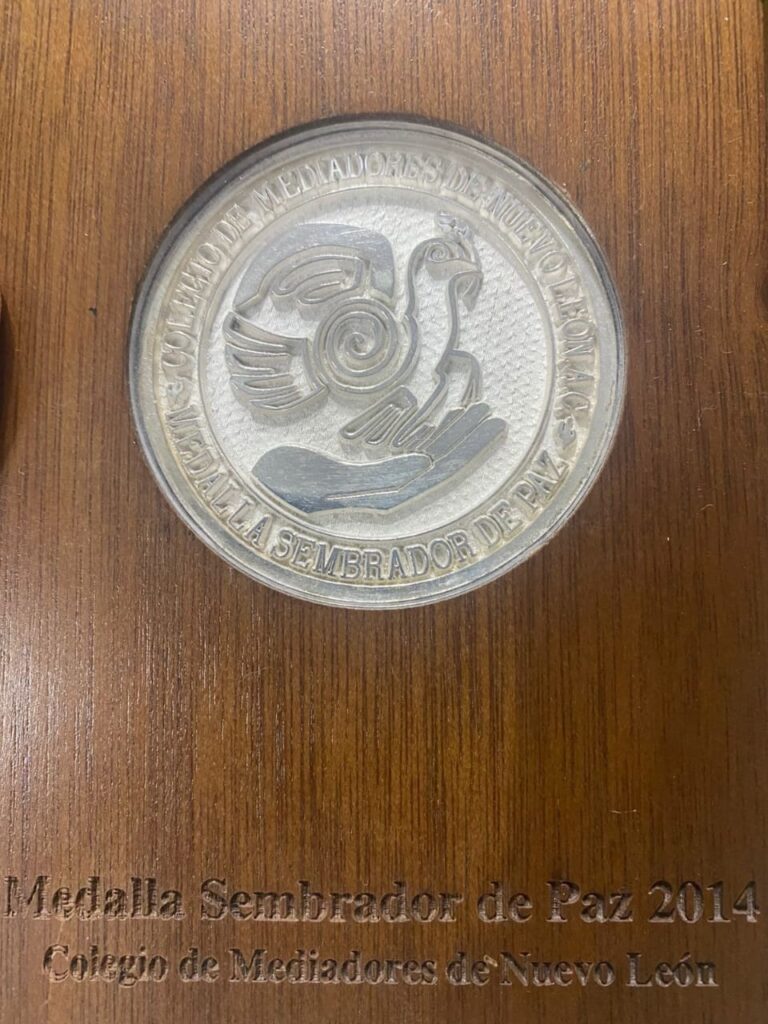 COLEGIO DE MEDIADORES DE NUEVO LEÓN A.C.
MEDALLA SEMBRADOR DE PAZ
Medalla Sembrador de Paz 2014
Colegio de Mediadores de Nuevo León